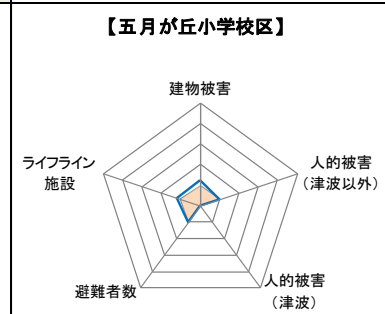 【五月が丘小学校区】
建物被害
人的被害
（津波以外）
人的被害
（津波）
避難者数
ライフライン
施設